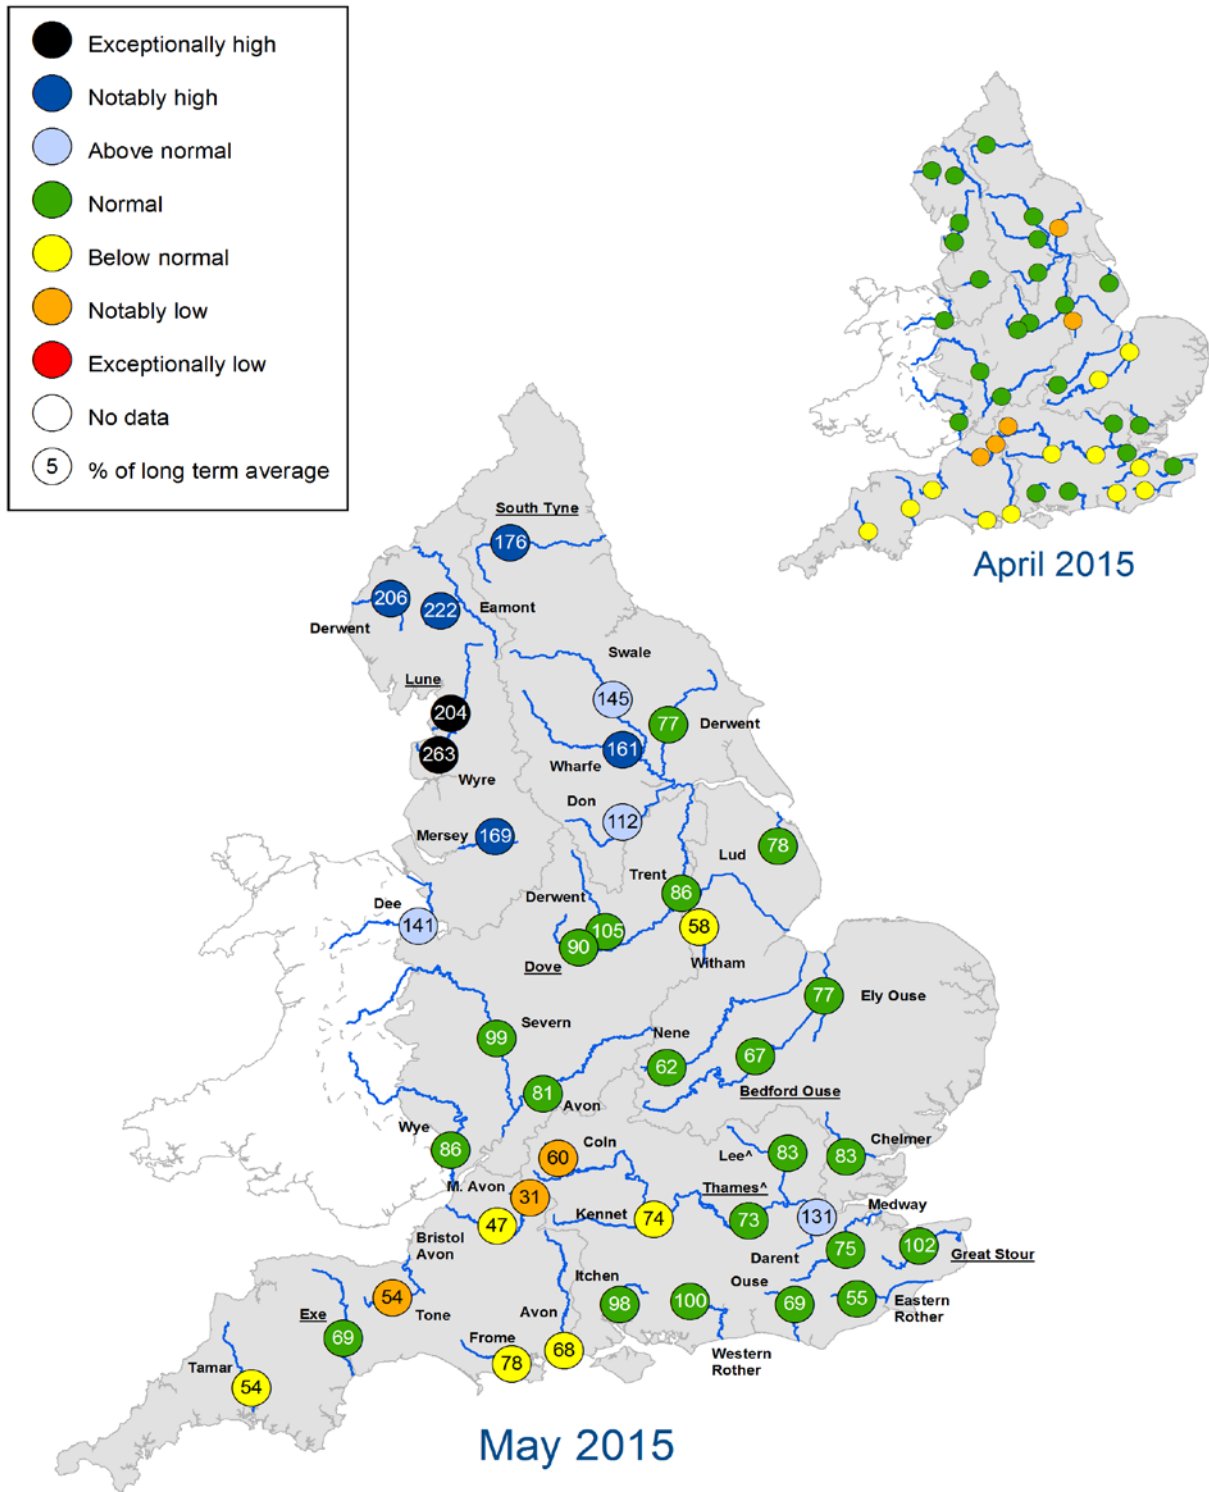 Exceptionally high
Notably high
Above normal
Normal
Below normal
Notably low
Exceptionally low
No data
5 % of long term average
April 2015
South Tyne
176
206
222
Eamont
Derwent
Swale
Lune
145
204
77
Derwent
161
263
Wharfe
Wyre
Don
112
Mersey
169
78
Lud
Trent
86
Derwent
Dee
141
105
58
90
Witham
Dove
77
Ely Ouse
Severn
99
Nene
67
62
Bedford Ouse
81
Avon
Wye
86
Coln
60
Lee^
83
Chelmer
83
M. Avon
31
Thames^
Medway
Kennet
74
73
131
47
Bristol
Avon
Darent
75
102
Great Stour
Itchen
Ouse
54
Tone
98
100
69
55
Eastern
Rother
Exe
69
Avon
Frome
68
Western
Rother
78
Tamar
54
May 2015